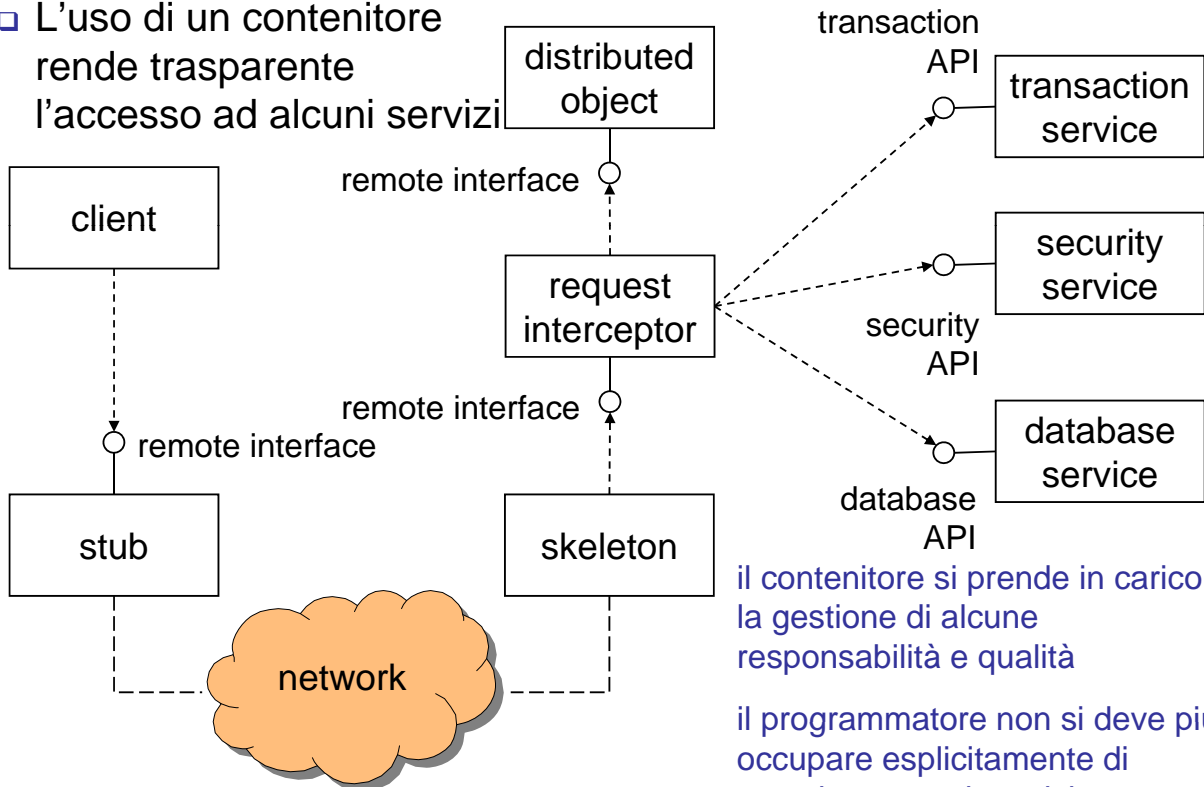 L'uso di un contenitore
rende trasparente
l'accesso ad alcuni servizi
distributed
object
transaction
API
transaction
service
remote interface
client
request
interceptor
security
service
security
API
remote interface
remote interface
database
service
database
API
stub
skeleton
network
il contenitore si prende in carico
la gestione di alcune
responsabilità e qualità
il programmatore non si deve più
occupare esplicitamente di